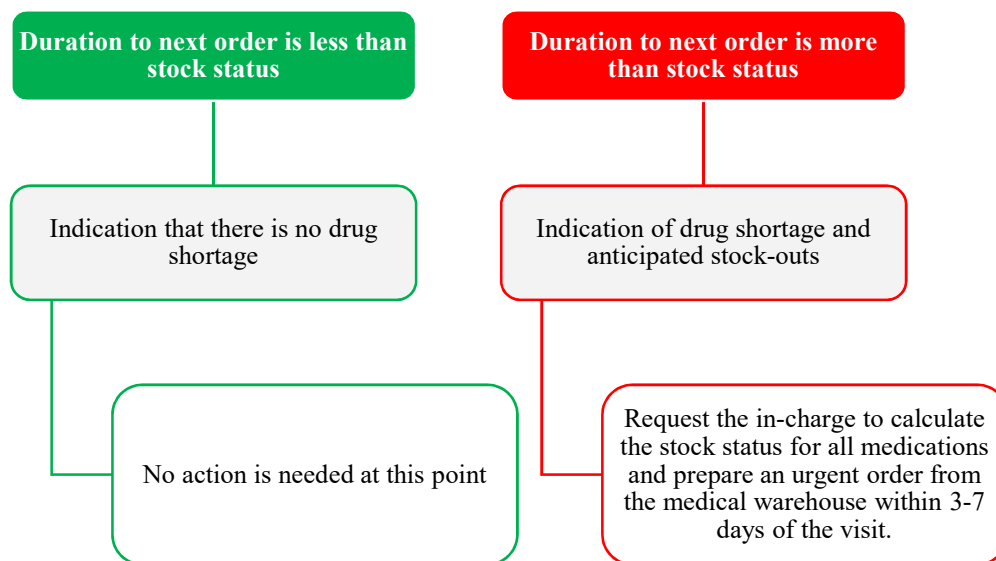 Duration to next order is less than
stock status
Indication that there is no drug
shortage
No action is needed at this point
Duration to next order is more
than stock status
Indication of drug shortage and
anticipated stock-outs
Request the in-charge to calculate
the stock status for all medications
and prepare an urgent order from
the medical warehouse within 3-7
days of the visit.